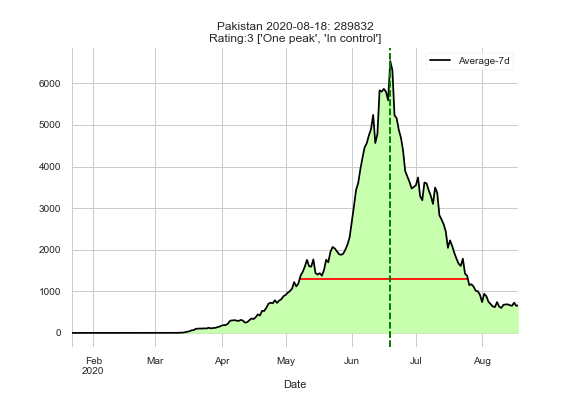 Pakistan 2020-08-18: 289832
Rating:3 ['One peak', 'In control']
Average-7d
6000
5000
4000
3000
2000
1000
0
Feb Mar Apr May Jun Jul Aug
2020
Date